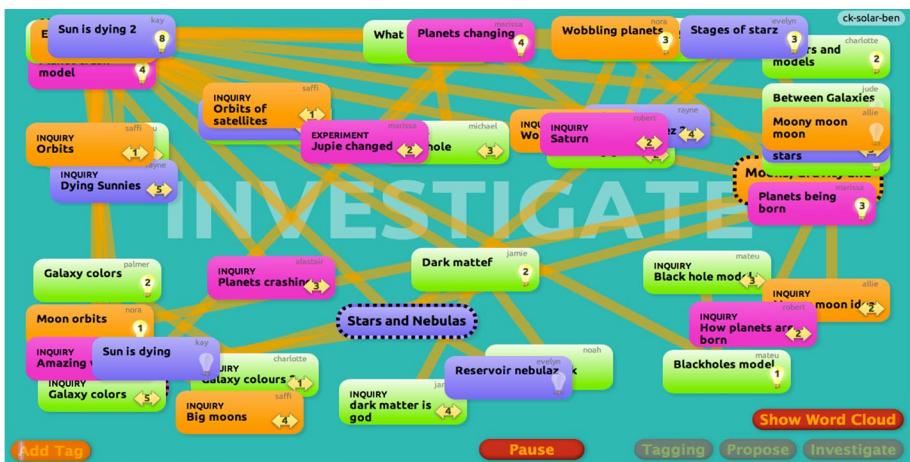 ck-solar-ben
kay
Sun is dying 2
8
What
marissa
Planets changing
4
nora
Wobbling planets
3
evelyn
Stages of starz
3
charlotte
and
models
2
model
4
jude
Between Galaxies
allie
Moony moon
moon
stars
saffi
INQUIRY
Orbits of
satellites
1
marissa
EXPERIMENT
Jupie changed
2
michael
3
robert
INQUIRY
Saturn
2
rayne
4
saffi
INQUIRY
Orbits
1
INQUIRY
Dying Sunnies
5
marissa
Planets being
born
3
INVESTIGATE
palmer
Galaxy colors
2
alastair
INQUIRY
Planets crashing
3
jamie
Dark mattef
2
mateu
INQUIRY
Black hole model
3
allie
2
nora
Moon orbits
1
Stars and Nebulas
robert
INQUIRY
How planets are
born
2
INQUIRY
Amazing
kay
Sun is dying
charlotte
Galaxy colours
1
evelyn
Reservoir nebulaz
noah
mateu
Blackholes model
1
INQUIRY
Galaxy colors
5
saffi
INQUIRY
Big moons
4
INQUIRY
dark matter is
god
4
Show Word Cloud
Add Tag
Pause
Tagging
Propose
Investigate